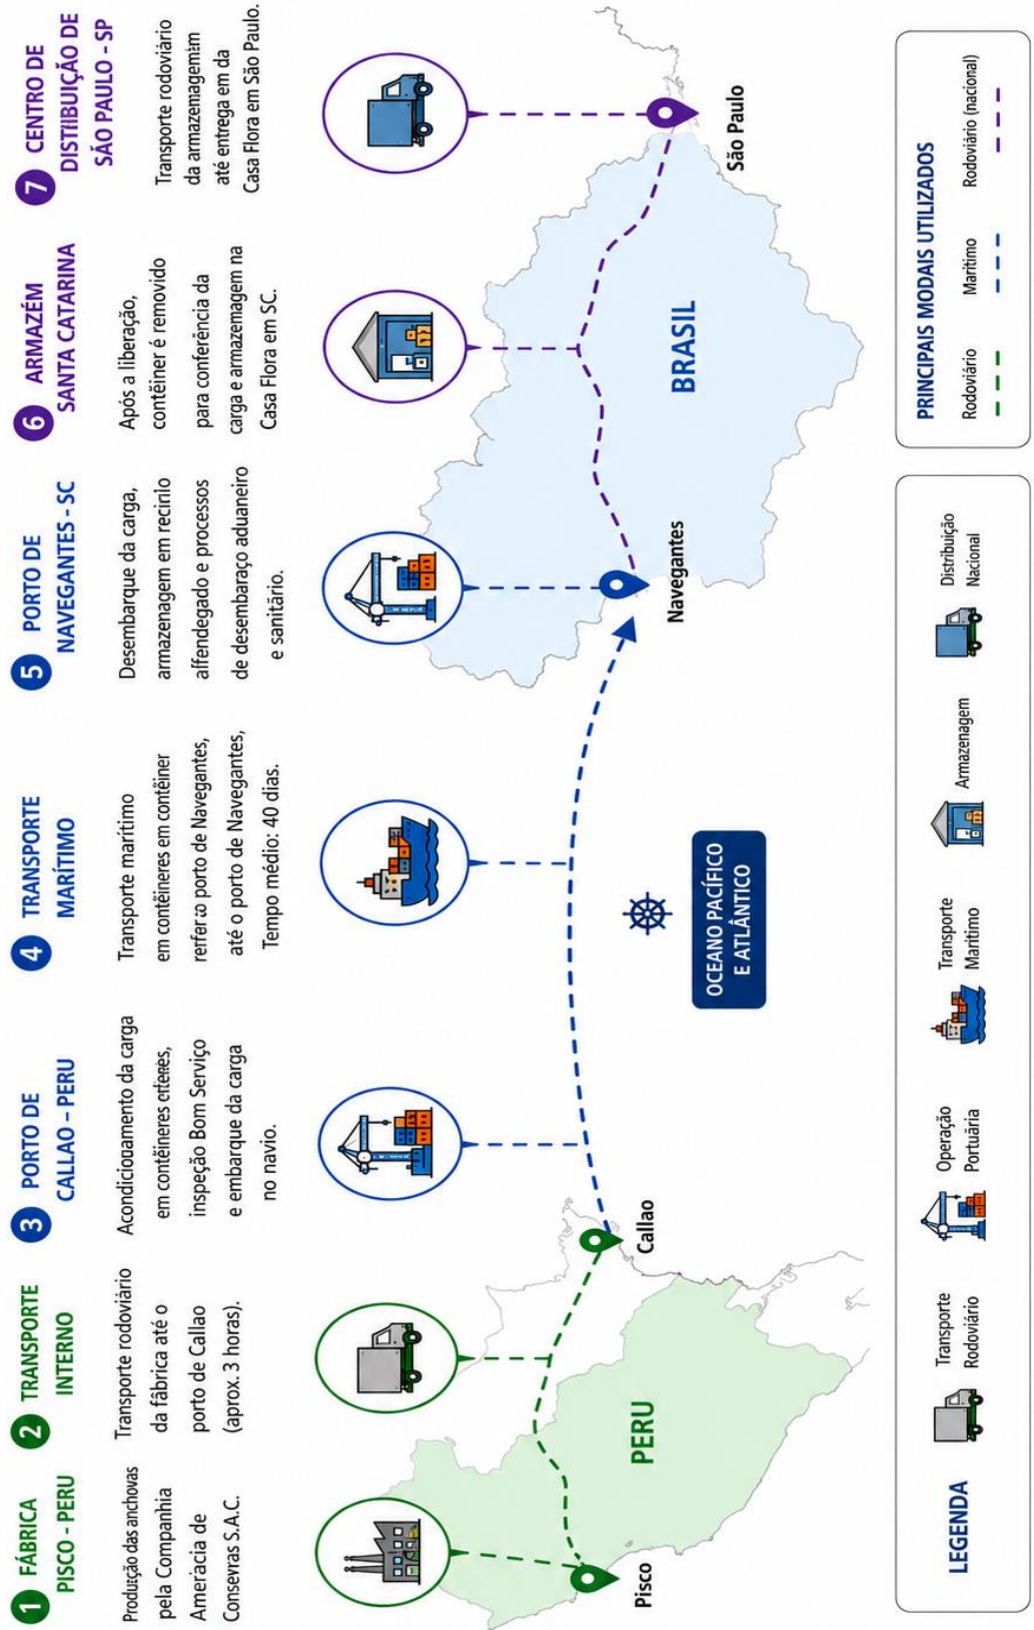 1 FÁBRICA
PISCO - PERU
Produção das anchovas
pela Companhia
Ameriacia de
Consevras S.A.C.
2 TRANSPORTE
INTERNO
Transporte rodoviário
da fábrica até o
porto de Callao
(aprox. 3 horas).
3 PORTO DE
CALLAO – PERU
Acondiciouamento da carga
em contêineres
inspeção Bom Serviço
e embarque da carga
no navio.
4 TRANSPORTE
MARÍTIMO
Transporte marítimo
em contêineres em contêiner
porto de Navegantes,
até o porto de Navegantes,
Tempo médio: 40 dias.
5 PORTO DE
NAVEGANTES - SC
Desembarque da carga,
armazenagem em recinio
alfendegado e processos
de desembaraço aduaneiro
e sanitário.
6 ARMAZÉM
SANTA CATARINA
Após a liberação,
contêiner é removido
para conferência da
carga e armazenagem na
Casa Flora em SC.
7 CENTRO DE
DISTIIBUIÇÃO DE
SÃO PAULO - SP
Transporte rodoviário
da armazenagemìm
até entrega em da
Casa Flora em São Paulo.
Pisco
PERU
Callao
OCEANO PACÍFICO
E ATLÂNTICO
Navegantes
BRASIL
São Paulo
LEGENDA
Transporte
Rodoviário
Operação
Portuária
Transporte
Marítimo
Armazenagem
Distribuição
Nacional
PRINCIPAIS MODAIS UTILIZADOS
Rodoviário
Marítimo
Rodoviário (nacional)